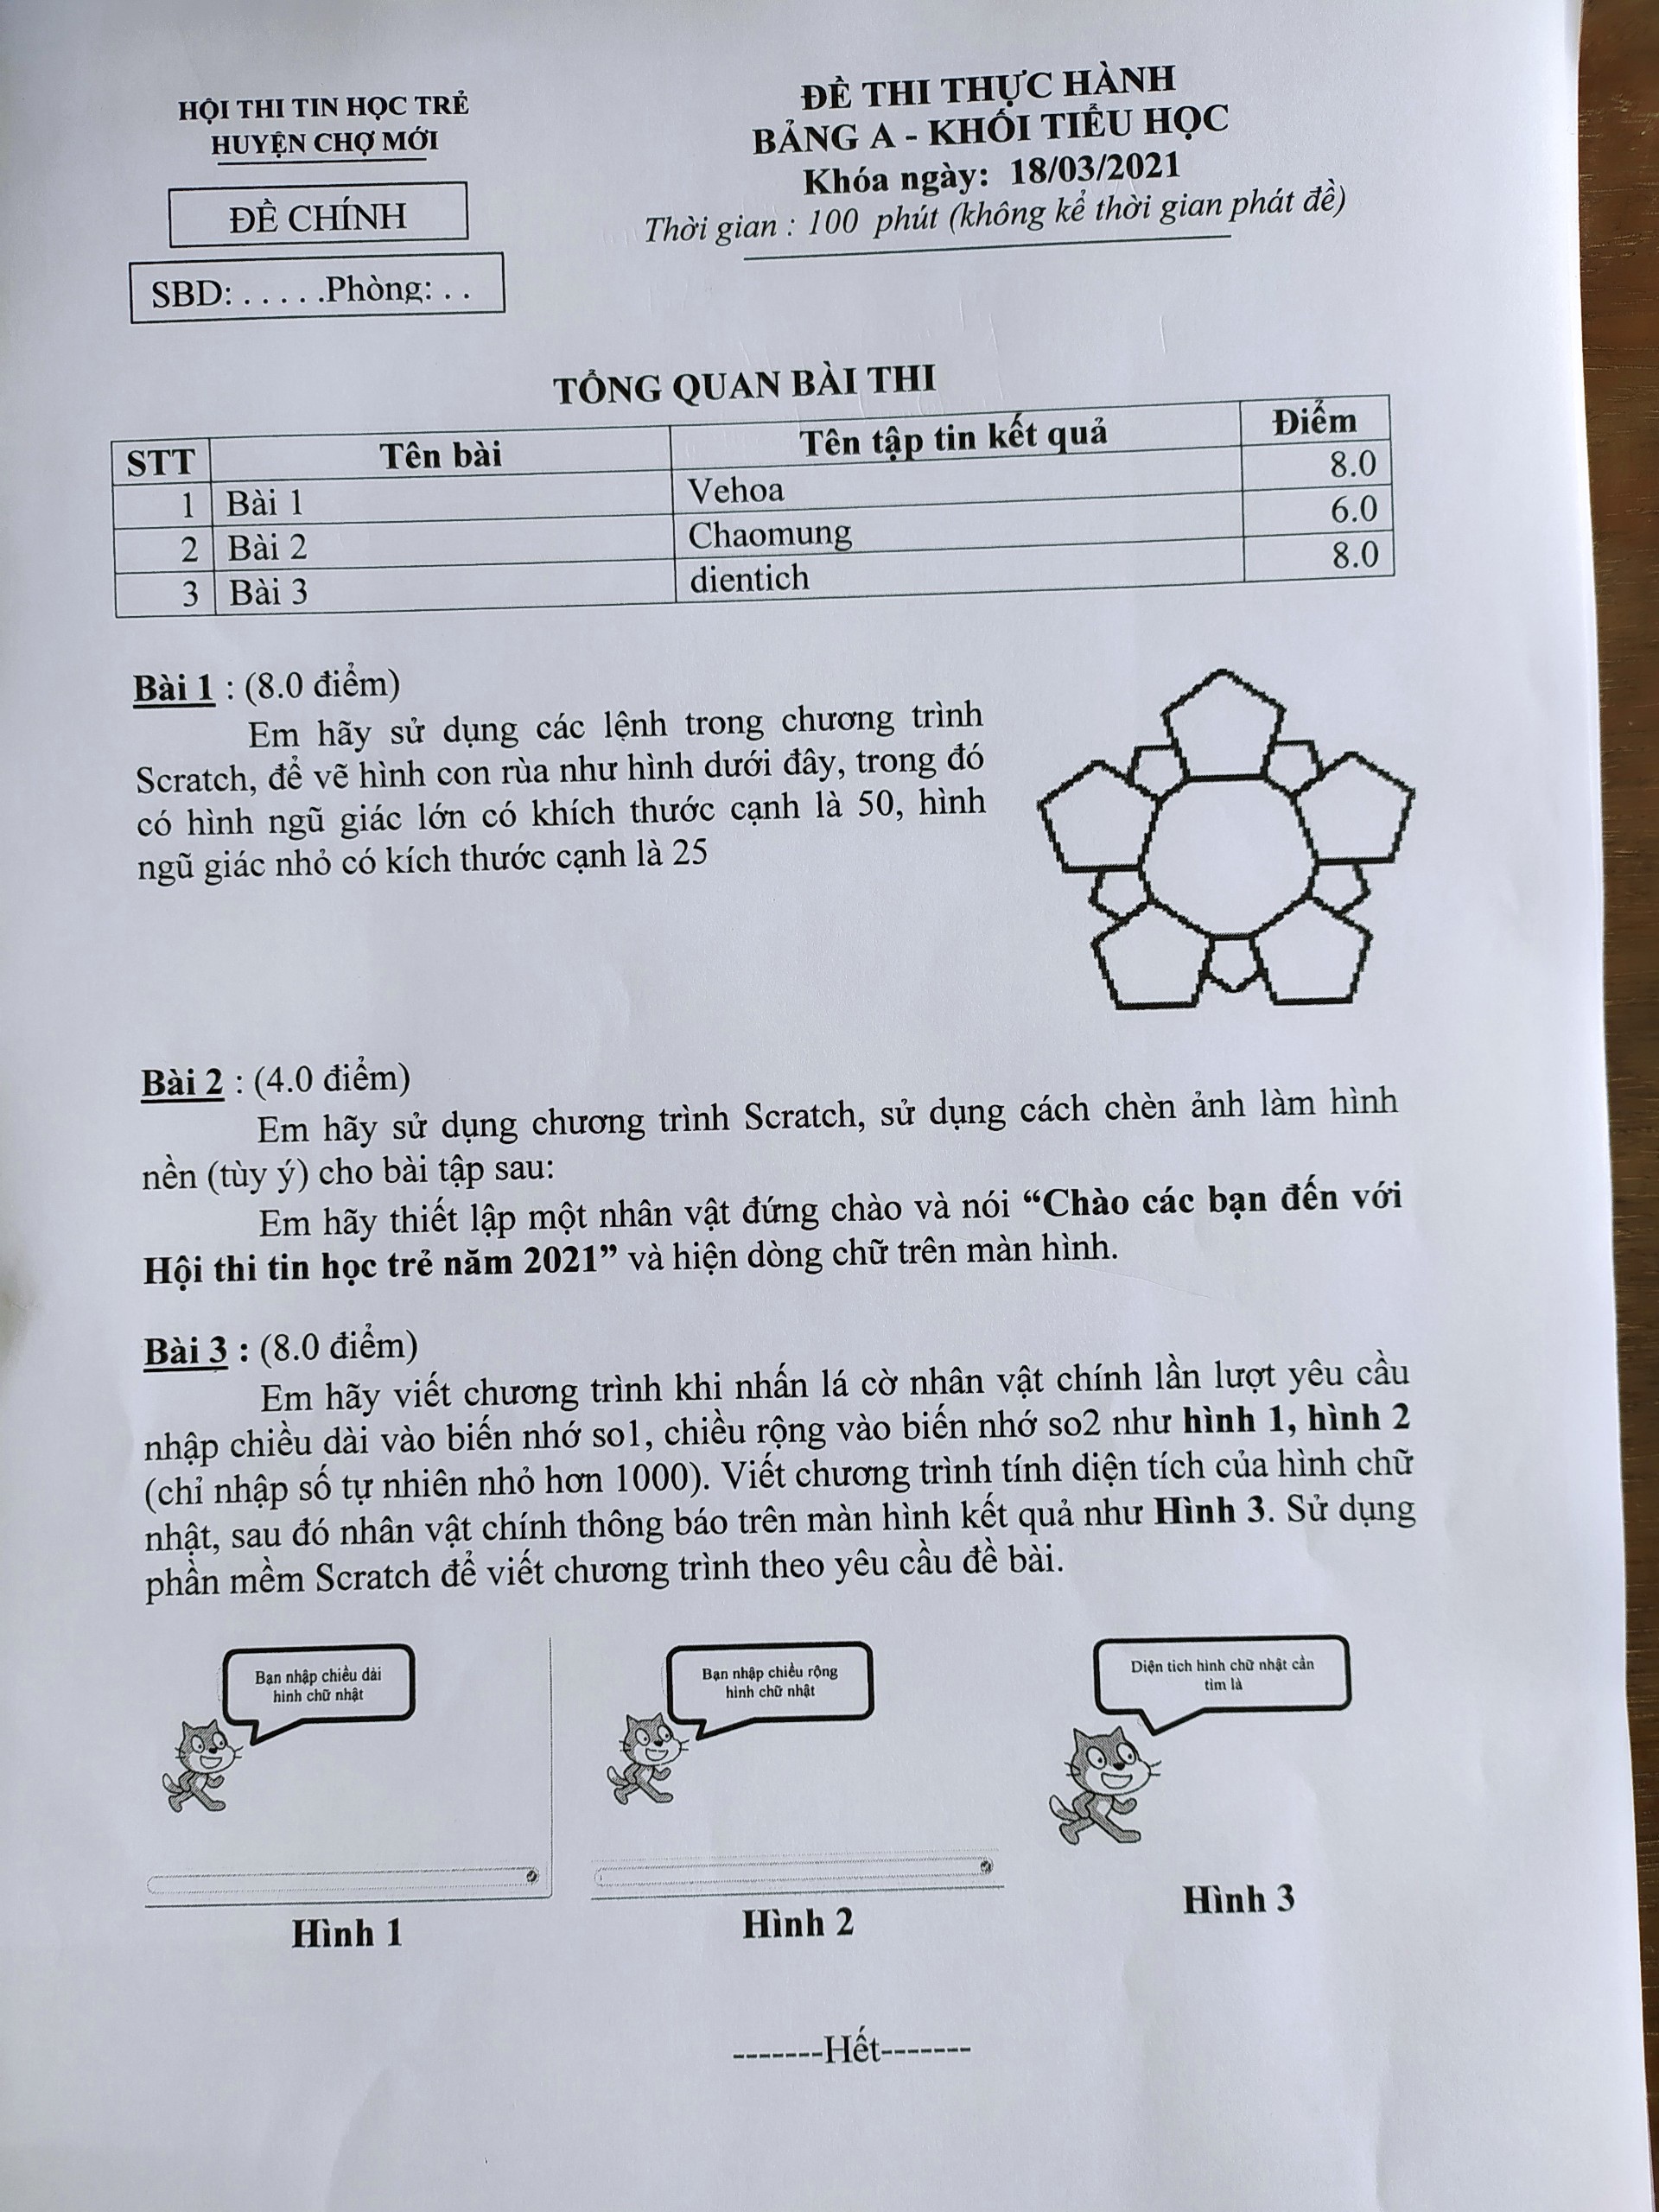 HỘI THI TIN HỌC TRẺ
HUYỆN CHỢ MỚI
ĐỀ CHÍNH
SBD: . . . . .Phòng: . .
ĐỀ THI THỰC HÀNH
BẢNG A - KHỐI TIỂU HỌC
Khóa ngày: 18/03/2021
Thời gian : 100 phút (không kể thời gian phát đề)
TỔNG QUAN BÀI THI
STT Tên bài Tên tập tin kết quả Điểm
1 Bài 1 Vehoa 8.0
2 Bài 2 Chaomung 6.0
3 Bài 3 dientich 8.0
Bài 1 : (8.0 điểm)
Em hãy sử dụng các lệnh trong chương trình
Scratch, để vẽ hình con rùa như hình dưới đây, trong đó
có hình ngũ giác lớn có khích thước cạnh là 50, hình
ngũ giác nhỏ có kích thước cạnh là 25
Bài 2 : (4.0 điểm)
Em hãy sử dụng chương trình Scratch, sử dụng cách chèn ảnh làm hình
nền (tùy ý) cho bài tập sau:
Em hãy thiết lập một nhân vật đứng chào và nói “Chào các bạn đến với
Hội thi tin học trẻ năm 2021” và hiện dòng chữ trên màn hình.
Bài 3 : (8.0 điểm)
Em hãy viết chương trình khi nhấn lá cờ nhân vật chính lần lượt yêu cầu
nhập chiều dài vào biến nhớ so1, chiều rộng vào biến nhớ so2 như hình 1, hình 2
(chỉ nhập số tự nhiên nhỏ hơn 1000). Viết chương trình tính diện tích của hình chữ
nhật, sau đó nhân vật chính thông báo trên màn hình kết quả như Hình 3. Sử dụng
phần mềm Scratch để viết chương trình theo yêu cầu đề bài.
Bạn nhập chiều dài
hình chữ nhật
Bạn nhập chiều rộng
hình chữ nhật
Diện tich hình chữ nhật cần
tìm là
Hình 1
Hình 2
Hình 3
-------Hết-------